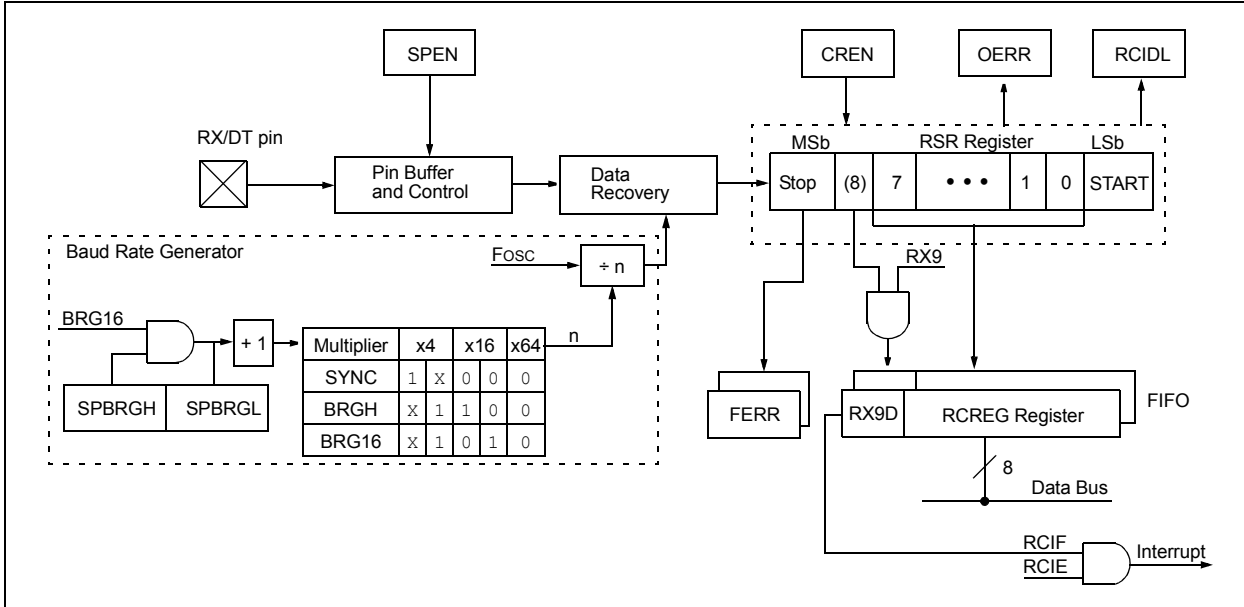 SPEN
CREN
OERR
RCIDL
RX/DT pin
Pin Buffer
and Control
Data
Recovery
MSb
RSR Register
LSb
Stop (8) 7 • • • 1 0 START
Baud Rate Generator
FOSC
÷ n
RX9
BRG16
+ 1
n
Multiplier x4 x16 x64
SYNC 1 X 0 0 0
BRGH X 1 1 0 0
BRG16 X 1 0 1 0
SPBRGH SPBRGL
FERR
RX9D RCREG Register
FIFO
8
Data Bus
RCIF
RCIE
Interrupt